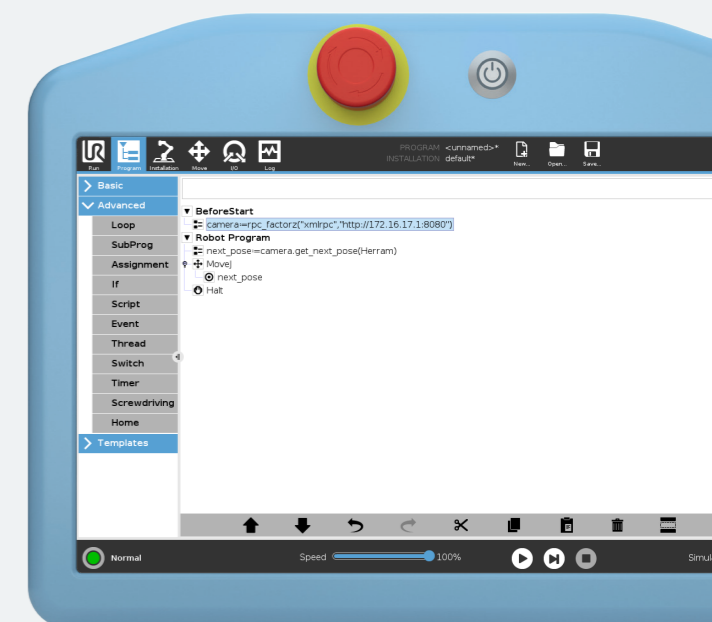 UR
PROGRAM <unnamed>*
INSTALLATION default*
Run Program Installation Move I/O Log
New... Open... Save...
Basic
Advanced
Loop
SubProg
Assignment
If
Script
Event
Thread
Switch
Timer
Screwdriving
Home
Templates
BeforeStart
camera≔rpc_factorz("xmlrpc","http://172.16.17.1:8080")
Robot Program
next_pose≔camera.get_next_pose(Herram)
MoveJ
next_pose
Halt
Normal
Speed 100%
Simul